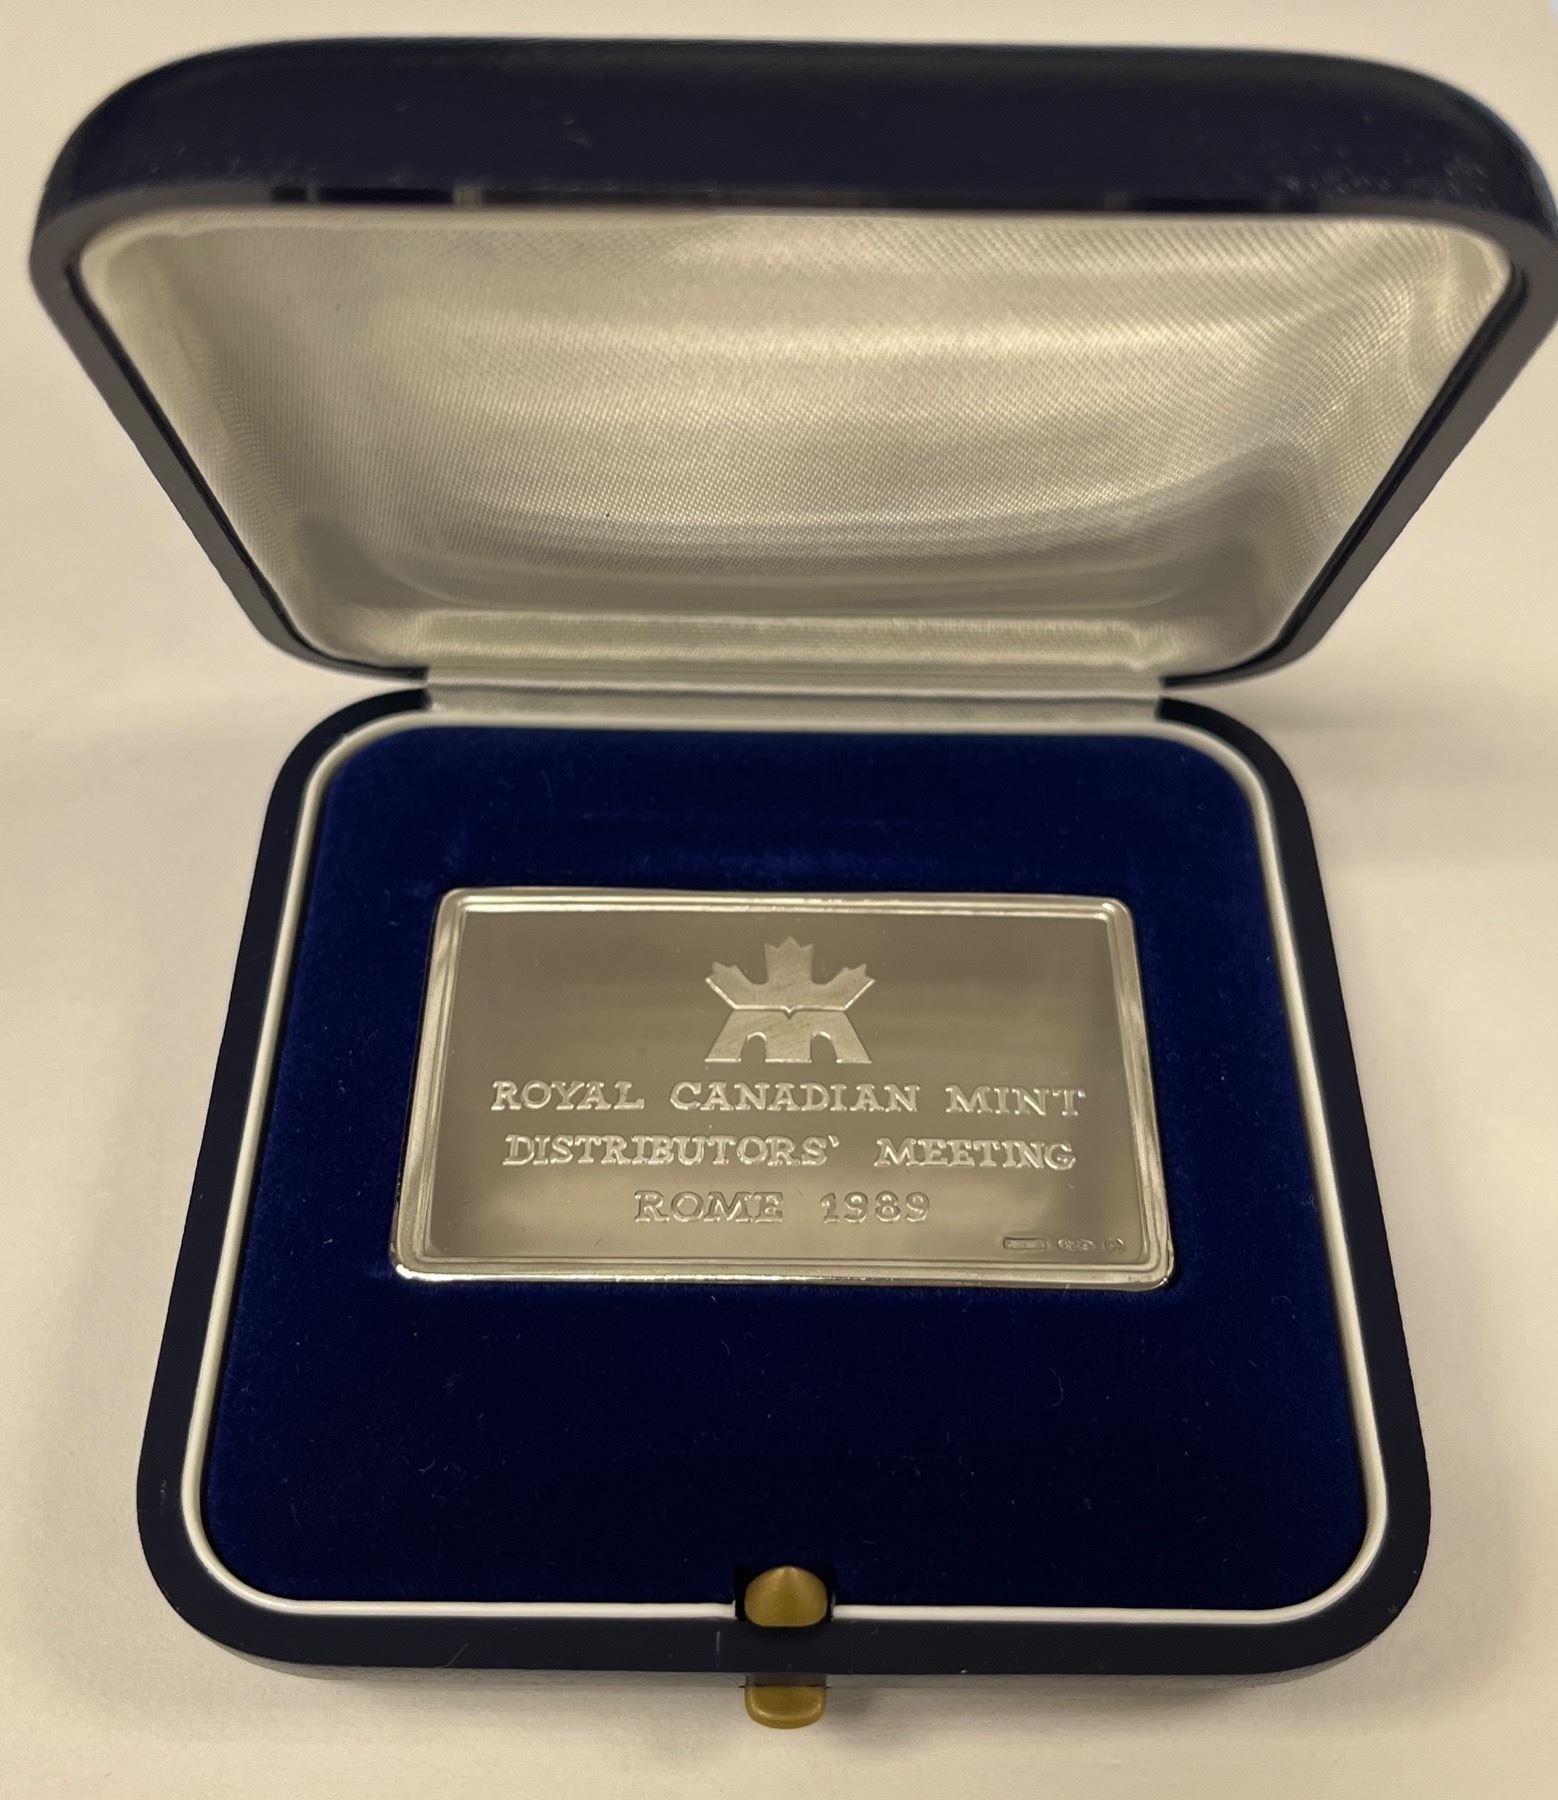 ROYAL CANADIAN MINT
DISTRIBUTORS' MEETING
ROME 1989